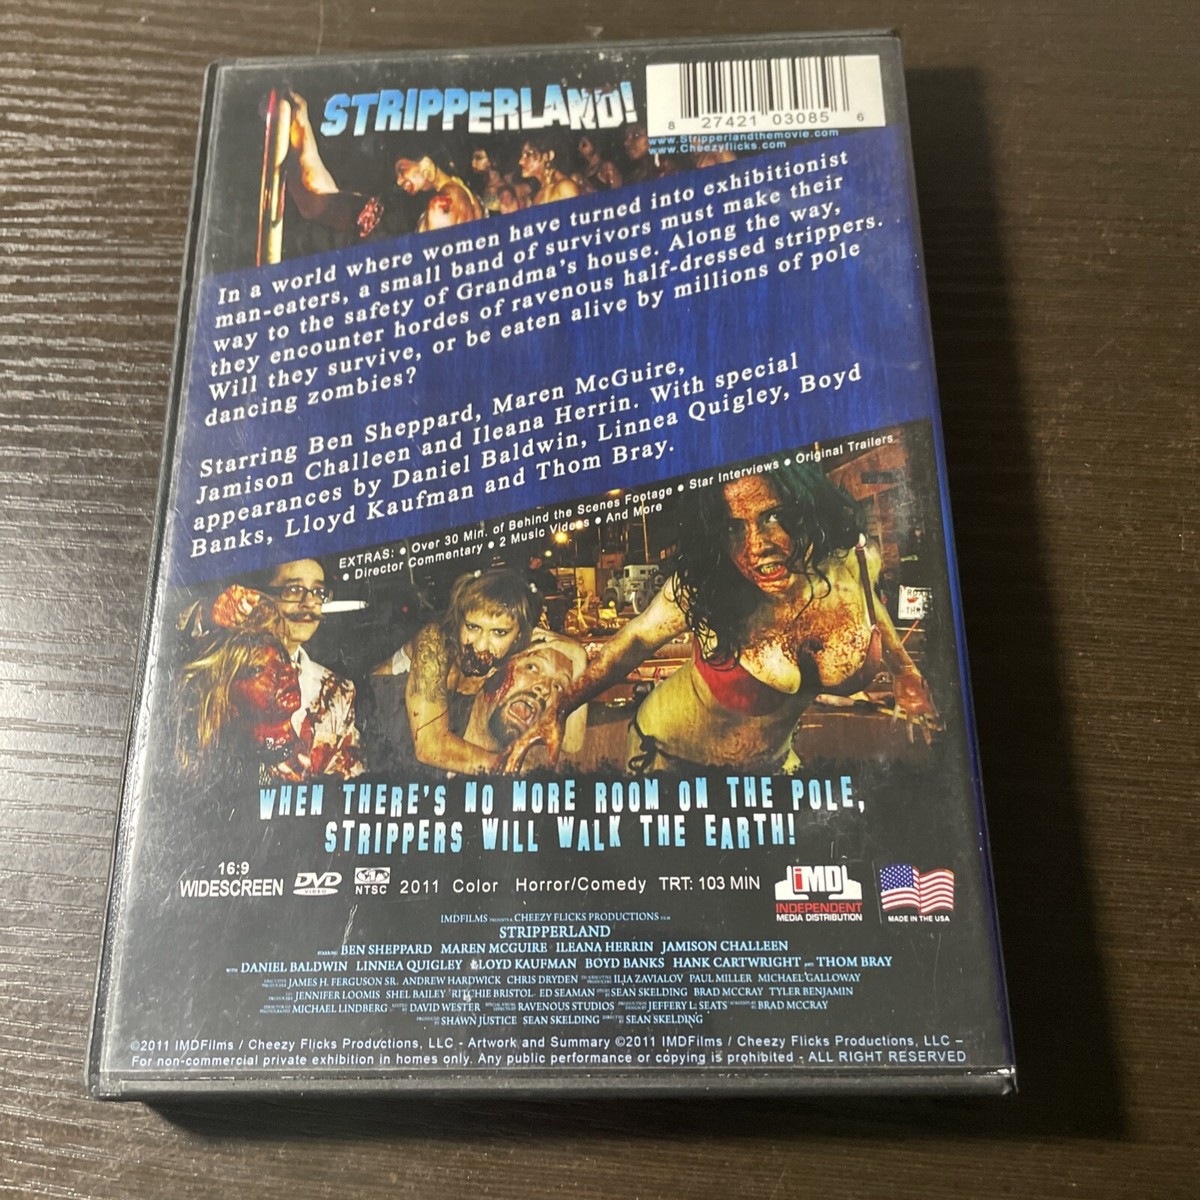 STRIPPERLAND!
8 27421 03085 6
www.Stripperlandthemovie.com
www.Cheezyflicks.com
In a world where women have turned into exhibitionist
man-eaters, a small band of survivors must make their
way to the safety of Grandma's house. Along the way,
they encounter hordes of ravenous half-dressed strippers.
Will they survive, or be eaten alive by millions of pole
dancing zombies?
Starring Ben Sheppard, Maren McGuire,
Jamison Challeen and Ileana Herrin. With special
appearances by Daniel Baldwin, Linnea Quigley, Boyd
Banks, Lloyd Kaufman and Thom Bray.
EXTRAS: • Over 30 Min. of Behind the Scenes Footage • Star Interviews • Original Trailers
• Director Commentary • 2 Music Videos • And More
WHEN THERE'S NO MORE ROOM ON THE POLE,
STRIPPERS WILL WALK THE EARTH!
16:9
WIDESCREEN
DVD
VIDEO
NTSC
2011 Color Horror/Comedy TRT: 103 MIN
IMD
INDEPENDENT
MEDIA DISTRIBUTION
MADE IN THE USA
IMDFILMS PRESENTS A CHEEZY FLICKS PRODUCTIONS FILM
STRIPPERLAND
STARRING BEN SHEPPARD MAREN MCGUIRE ILEANA HERRIN JAMISON CHALLEEN
WITH DANIEL BALDWIN LINNEA QUIGLEY LLOYD KAUFMAN BOYD BANKS HANK CARTWRIGHT AND THOM BRAY
JAMES H. FERGUSON SR. ANDREW HARDWICK CHRIS DRYDEN ILJA ZAVIALOV PAUL MILLER MICHAEL GALLOWAY
JENNIFER LOOMIS SHEL BAILEY RITCHIE BRISTOL ED SEAMAN SEAN SKELDING BRAD MCCRAY TYLER BENJAMIN
MICHAEL LINDBERG DAVID WESTER RAVENOUS STUDIOS JEFFERY L. SEATS BRAD MCCRAY
SHAWN JUSTICE SEAN SKELDING SEAN SKELDING
©2011 IMDFilms / Cheezy Flicks Productions, LLC - Artwork and Summary ©2011 IMDFilms / Cheezy Flicks Productions, LLC –
For non-commercial private exhibition in homes only. Any public performance or copying is prohibited - ALL RIGHT RESERVED